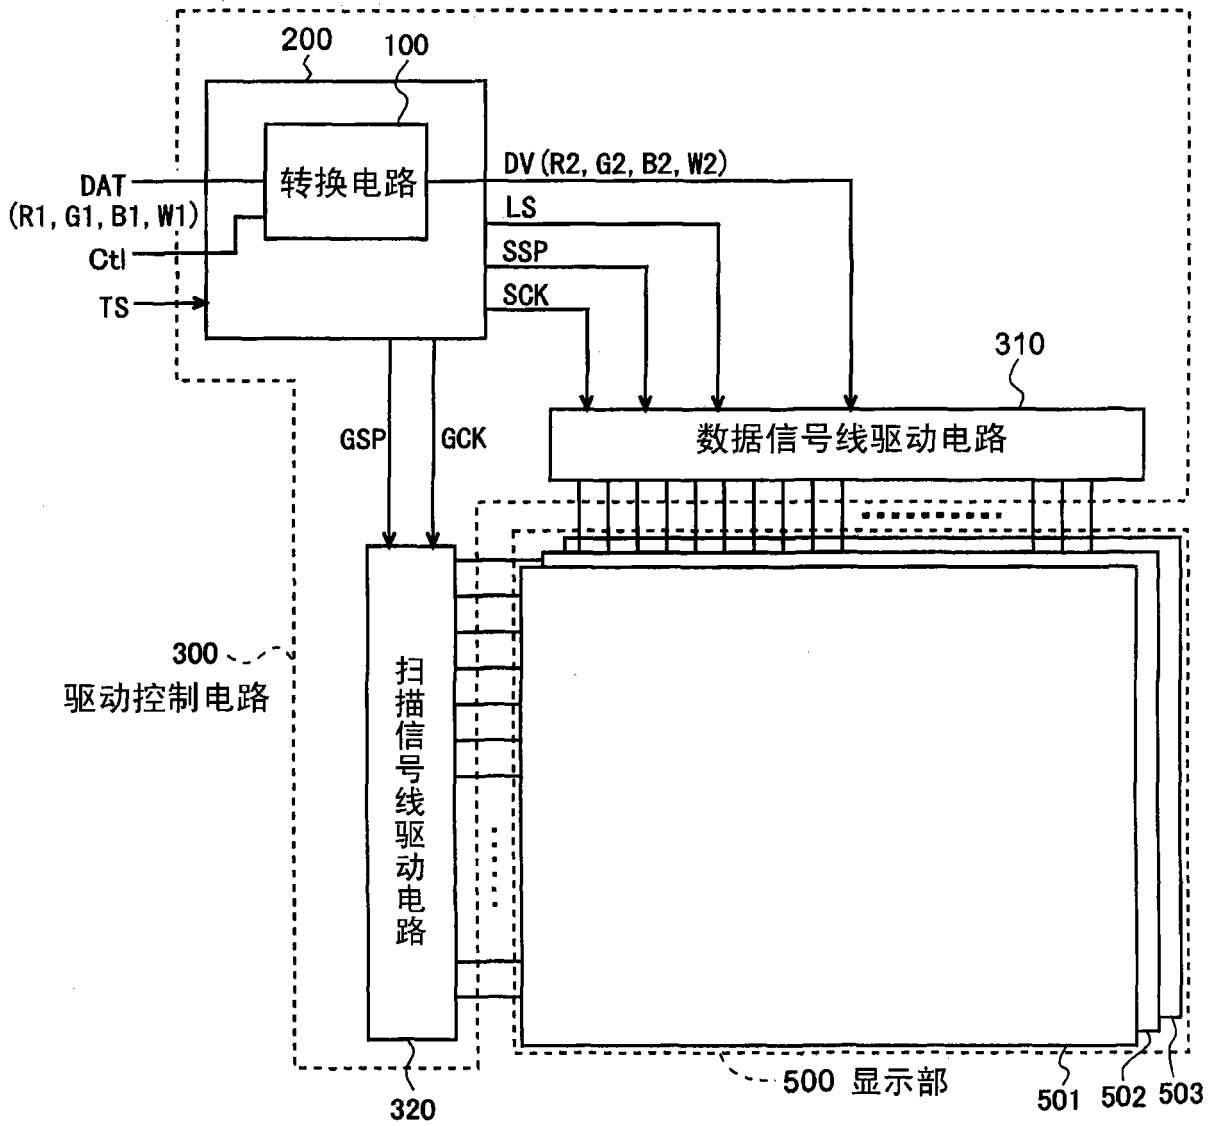 200
100
转换电路
DAT
(R1, G1, B1, W1)
Ctl
TS
DV (R2, G2, B2, W2)
LS
SSP
SCK
310
数据信号线驱动电路
GSP
GCK
300
驱动控制电路
扫描信号线驱动电路
320
500 显示部
501
502
503